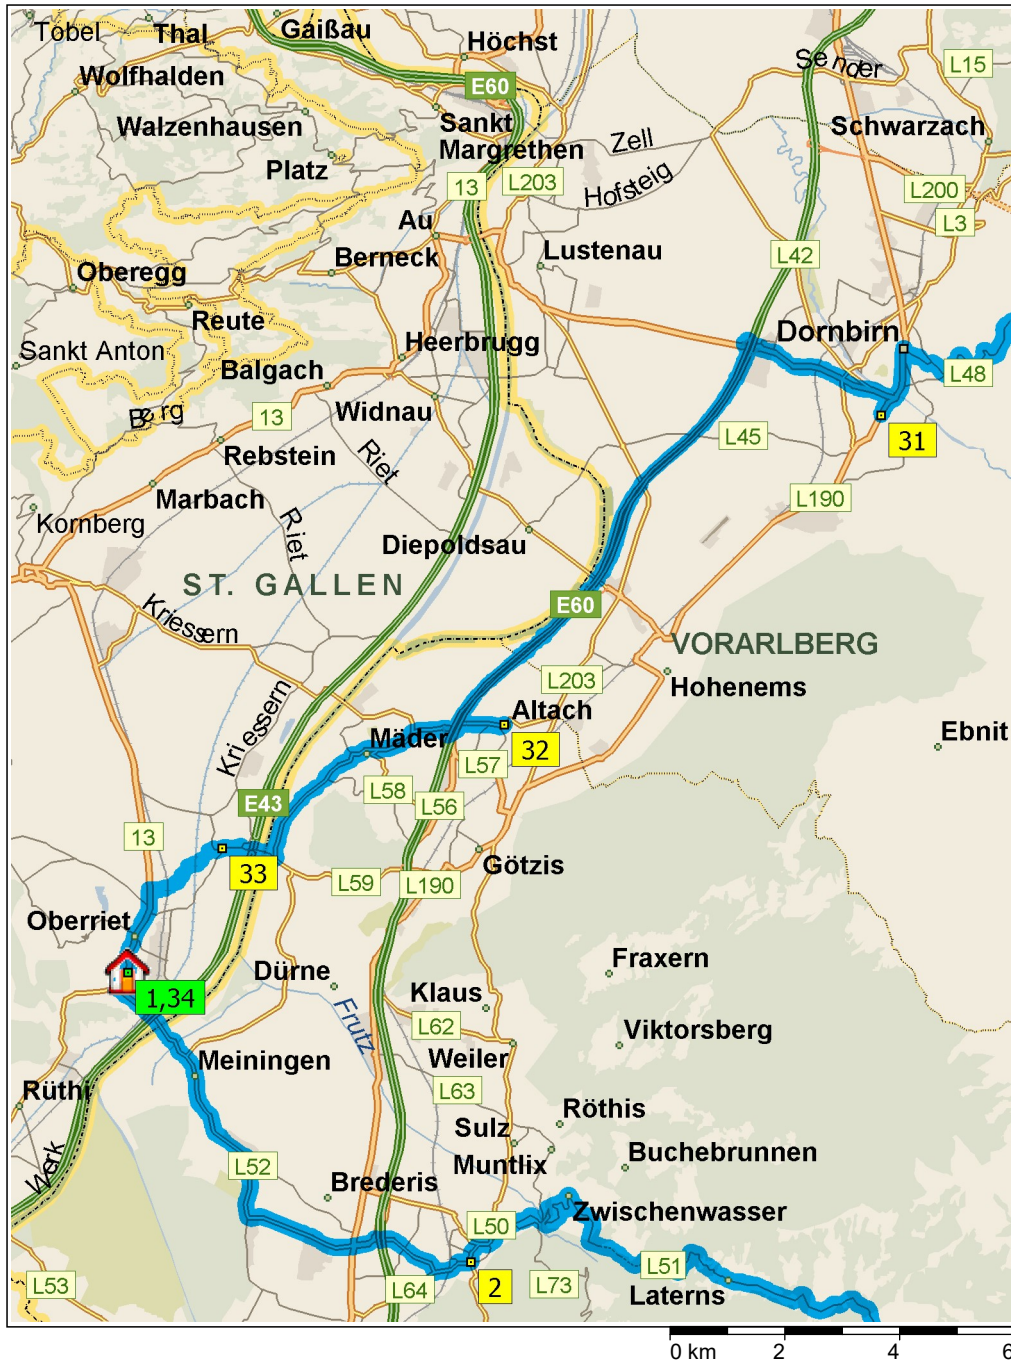 Tobel
Thal
Gaißau
Höchst
Sender
L15
Wolfhalden
E60
Walzenhausen
Sankt
Margrethen
Zell
Schwarzach
Platz
13
L203
Hofsteig
L200
L3
Au
Berneck
Lustenau
L42
Oberegg
Reute
Dornbirn
Sankt Anton
Heerbrugg
Balgach
L48
Berg
13
Widnau
L45
31
Rebstein
Riet
Marbach
L190
Kornberg
Riet
Diepoldsau
ST. GALLEN
E60
Kriessern
VORARLBERG
L203
Hohenems
Kriessern
Altach
Ebnit
Mäder
32
L57
L58
E43
L56
13
33
Götzis
L59
L190
Oberriet
Fraxern
Dürne
1,34
Klaus
Frutz
L62
Viktorsberg
Weiler
Meiningen
Rüthi
L63
Röthis
Sulz
Muntlix
Buchebrunnen
Werk
L52
Brederis
Zwischenwasser
L50
L51
L53
L64
2
L73
Laterns
0 km 2 4 6